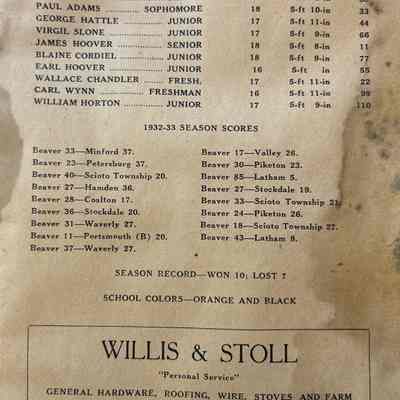 PAUL ADAMS ............ SOPHOMORE 18 5-ft 10-in 33
GEORGE HATTLE ............ JUNIOR 17 5-ft 11-in 44
VIRGIL SLONE ............ JUNIOR 17 5-ft 9-in 66
JAMES HOOVER ............ SENIOR 18 5-ft 8-in 77
BLAINE CORDIEL ............ JUNIOR 17 5-ft 9-in
EARL HOOVER ............ JUNIOR 16 5-ft in 55
WALLACE CHANDLER ........ FRESH. 17 5-ft 11-in 22
CARL WYNN ............ FRESHMAN 16 5-ft 11-in 99
WILLIAM HORTON ............ JUNIOR 17 5-ft 9-in 110
1932-33 SEASON SCORES
Beaver 33—Minford 37.
Beaver 23—Petersburg 37.
Beaver 40—Scioto Township 20.
Beaver 27—Hamden 36.
Beaver 28—Coalton 17.
Beaver 36—Stockdale 20.
Beaver 31—Waverly 27.
Beaver 11—Portsmouth (B) 20.
Beaver 37—Waverly 27.
Beaver 17—Valley 26.
Beaver 30—Piketon 23.
Beaver 85—Latham 5.
Beaver 27—Stockdale 19.
Beaver 33—Scioto Township 21.
Beaver 24—Piketon 26.
Beaver 18—Scioto Township 27.
Beaver 43—Latham 8.
SEASON RECORD—WON 10; LOST 7
SCHOOL COLORS—ORANGE AND BLACK
WILLIS & STOLL
"Personal Service"
GENERAL HARDWARE, ROOFING, WIRE, STOVES AND FARM